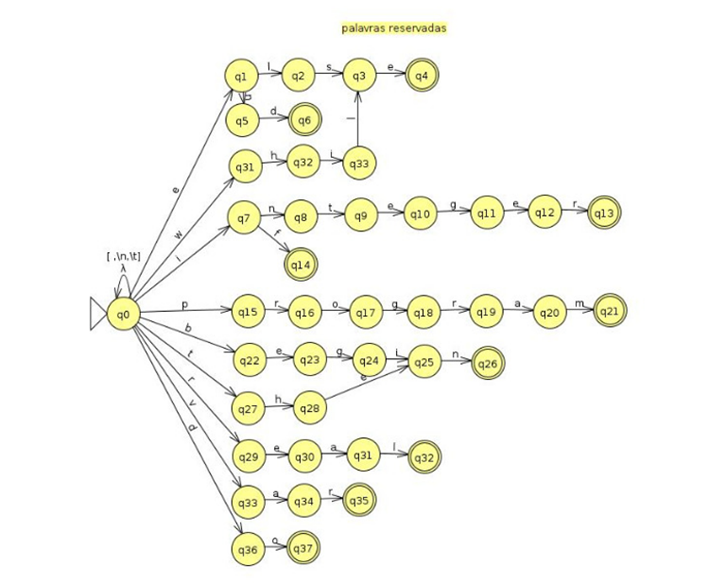 palavras reservadas
q1 l q2 s q3 e q4
n
q5 d q6
l
e
q31 h q32 i q33
w
q7 n q8 t q9 e q10 g q11 e q12 r q13
i
f
q14
[ ,\n,\t]
λ
q0
p q15 r q16 o q17 g q18 r q19 a q20 m q21
b
q22 e q23 g q24 i q25 n q26
t
e
q27 h q28
r
v
q29 e q30 a q31 l q32
d
q33 a q34 r q35
q36 o q37